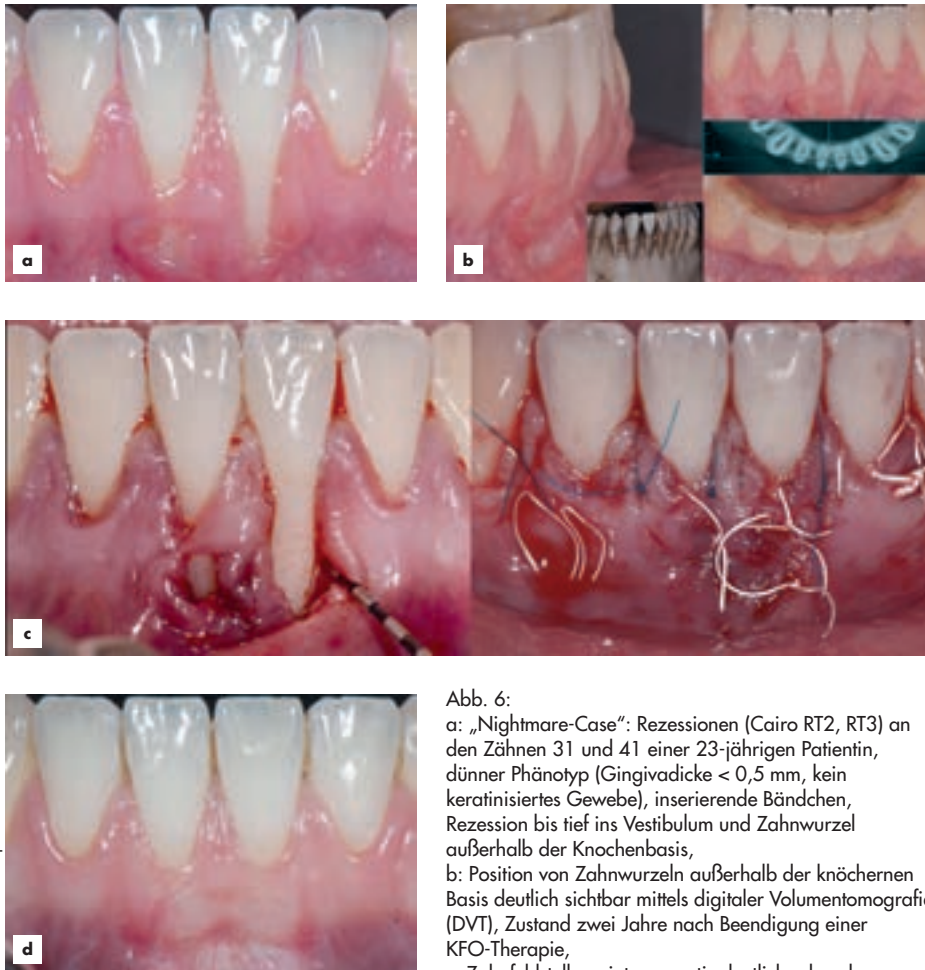 a
b
c
d
Abb. 6:
a: „Nightmare-Case“: Rezessionen (Cairo RT2, RT3) an
den Zähnen 31 und 41 einer 23-jährigen Patientin,
dünner Phänotyp (Gingivadicke < 0,5 mm, kein
keratinisiertes Gewebe), inserierende Bändchen,
Rezession bis tief ins Vestibulum und Zahnwurzel
außerhalb der Knochenbasis,
b: Position von Zahnwurzeln außerhalb der knöchernen
Basis deutlich sichtbar mittels digitaler Volumentomografie
(DVT), Zustand zwei Jahre nach Beendigung einer
KFO-Therapie,